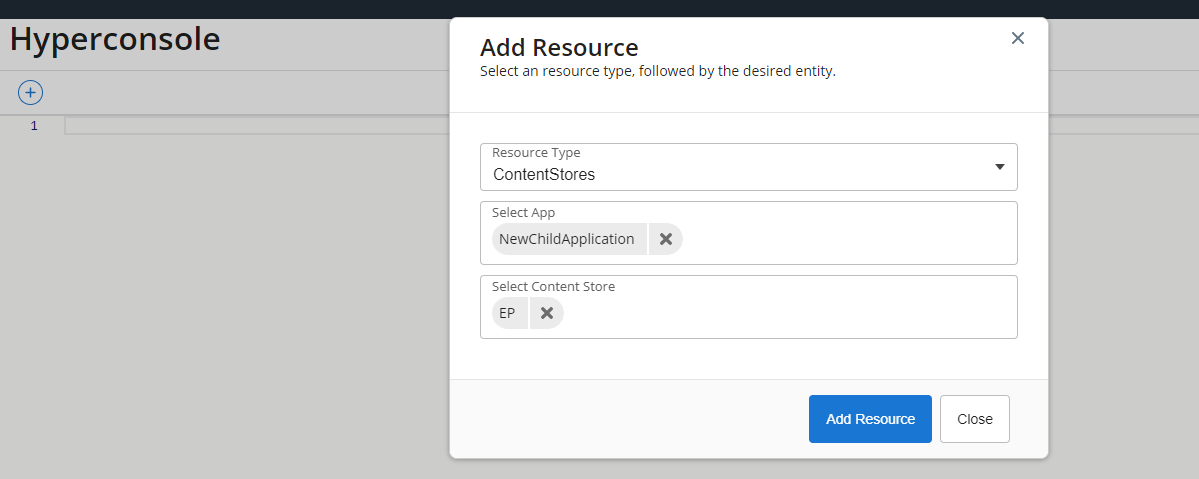 Hyperconsole
1
Add Resource
Select an resource type, followed by the desired entity.
Resource Type
ContentStores
Select App
NewChildApplication
Select Content Store
EP
Add Resource
Close